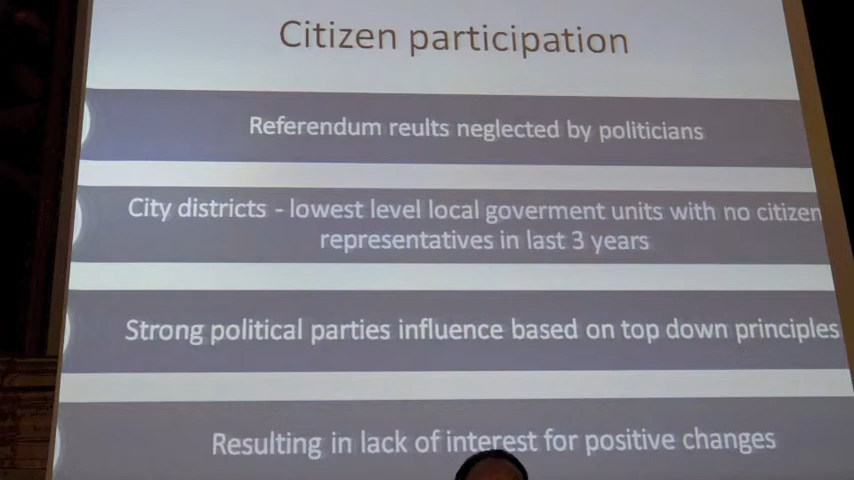 Citizen participation
Referendum reults neglected by politicians
City districts - lowest level local goverment units with no citizen
representatives in last 3 years
Strong political parties influence based on top down principles
Resulting in lack of interest for positive changes